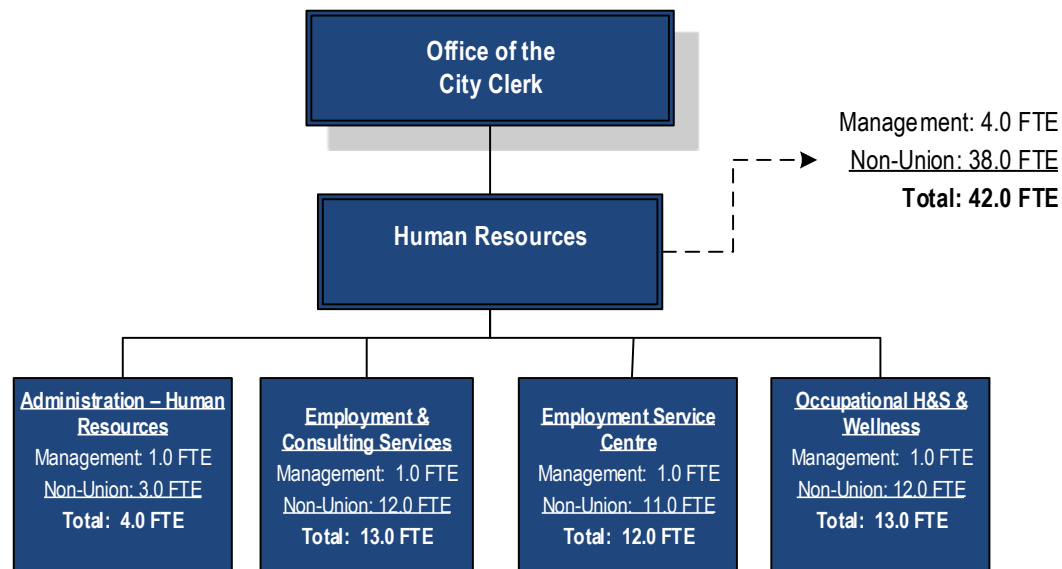 Office of the
City Clerk
Management: 4.0 FTE
Non-Union: 38.0 FTE
Total: 42.0 FTE
Human Resources
Administration – Human
Resources
Management: 1.0 FTE
Non-Union: 3.0 FTE
Total: 4.0 FTE
Employment &
Consulting Services
Management: 1.0 FTE
Non-Union: 12.0 FTE
Total: 13.0 FTE
Employment Service
Centre
Management: 1.0 FTE
Non-Union: 11.0 FTE
Total: 12.0 FTE
Occupational H&S &
Wellness
Management: 1.0 FTE
Non-Union: 12.0 FTE
Total: 13.0 FTE